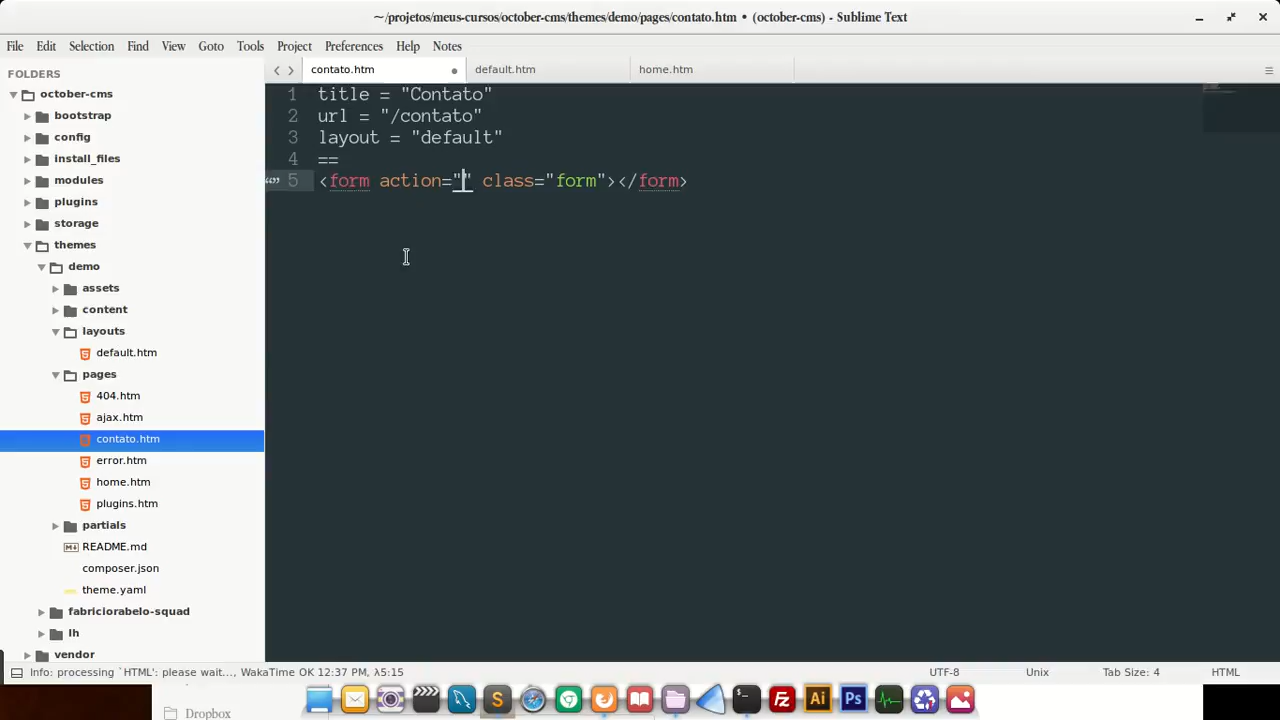 ~/projetos/meus-cursos/october-cms/themes/demo/pages/contato.htm • (october-cms) - Sublime Text
File Edit Selection Find View Goto Tools Project Preferences Help Notes
FOLDERS
october-cms
bootstrap
config
install_files
modules
plugins
storage
themes
demo
assets
content
layouts
default.htm
pages
404.htm
ajax.htm
contato.htm
error.htm
home.htm
plugins.htm
partials
README.md
composer.json
theme.yaml
fabriciorabelo-squad
lh
vendor
contato.htm
default.htm
home.htm
1 title = "Contato"
2 url = "/contato"
3 layout = "default"
4 ==
5 <form action="" class="form"></form>
Info: processing `HTML': please wait..., WakaTime OK 12:37 PM, λ5:15
UTF-8
Unix
Tab Size: 4
HTML
Dropbox
S
>_
Fz
Ai
Ps